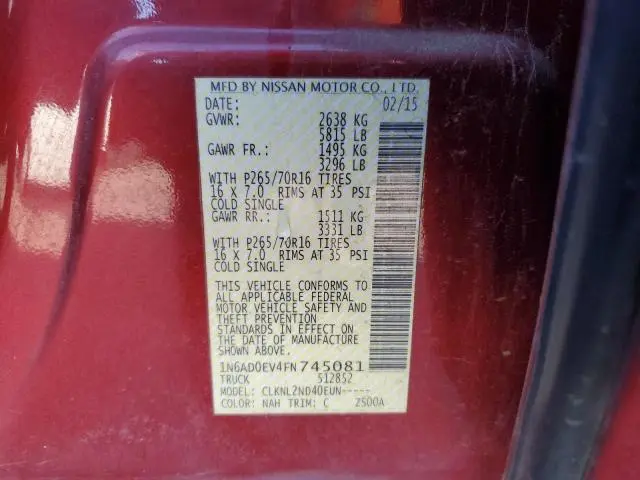 MFD BY NISSAN MOTOR CO., LTD.
DATE: 02/15
GVWR: 2638 KG
5815 LB
GAWR FR.: 1495 KG
3296 LB
WITH P265/70R16 TIRES
16 X 7.0 RIMS AT 35 PSI
COLD SINGLE
GAWR RR.: 1511 KG
3331 LB
WITH P265/70R16 TIRES
16 X 7.0 RIMS AT 35 PSI
COLD SINGLE
THIS VEHICLE CONFORMS TO
ALL APPLICABLE FEDERAL
MOTOR VEHICLE SAFETY AND
THEFT PREVENTION
STANDARDS IN EFFECT ON
THE DATE OF MANUFACTURE
SHOWN ABOVE.
1N6AD0EV4FN745081
TRUCK 512852
MODEL: CLKNL2ND40EUN-----
COLOR: NAH TRIM: C 2S00A